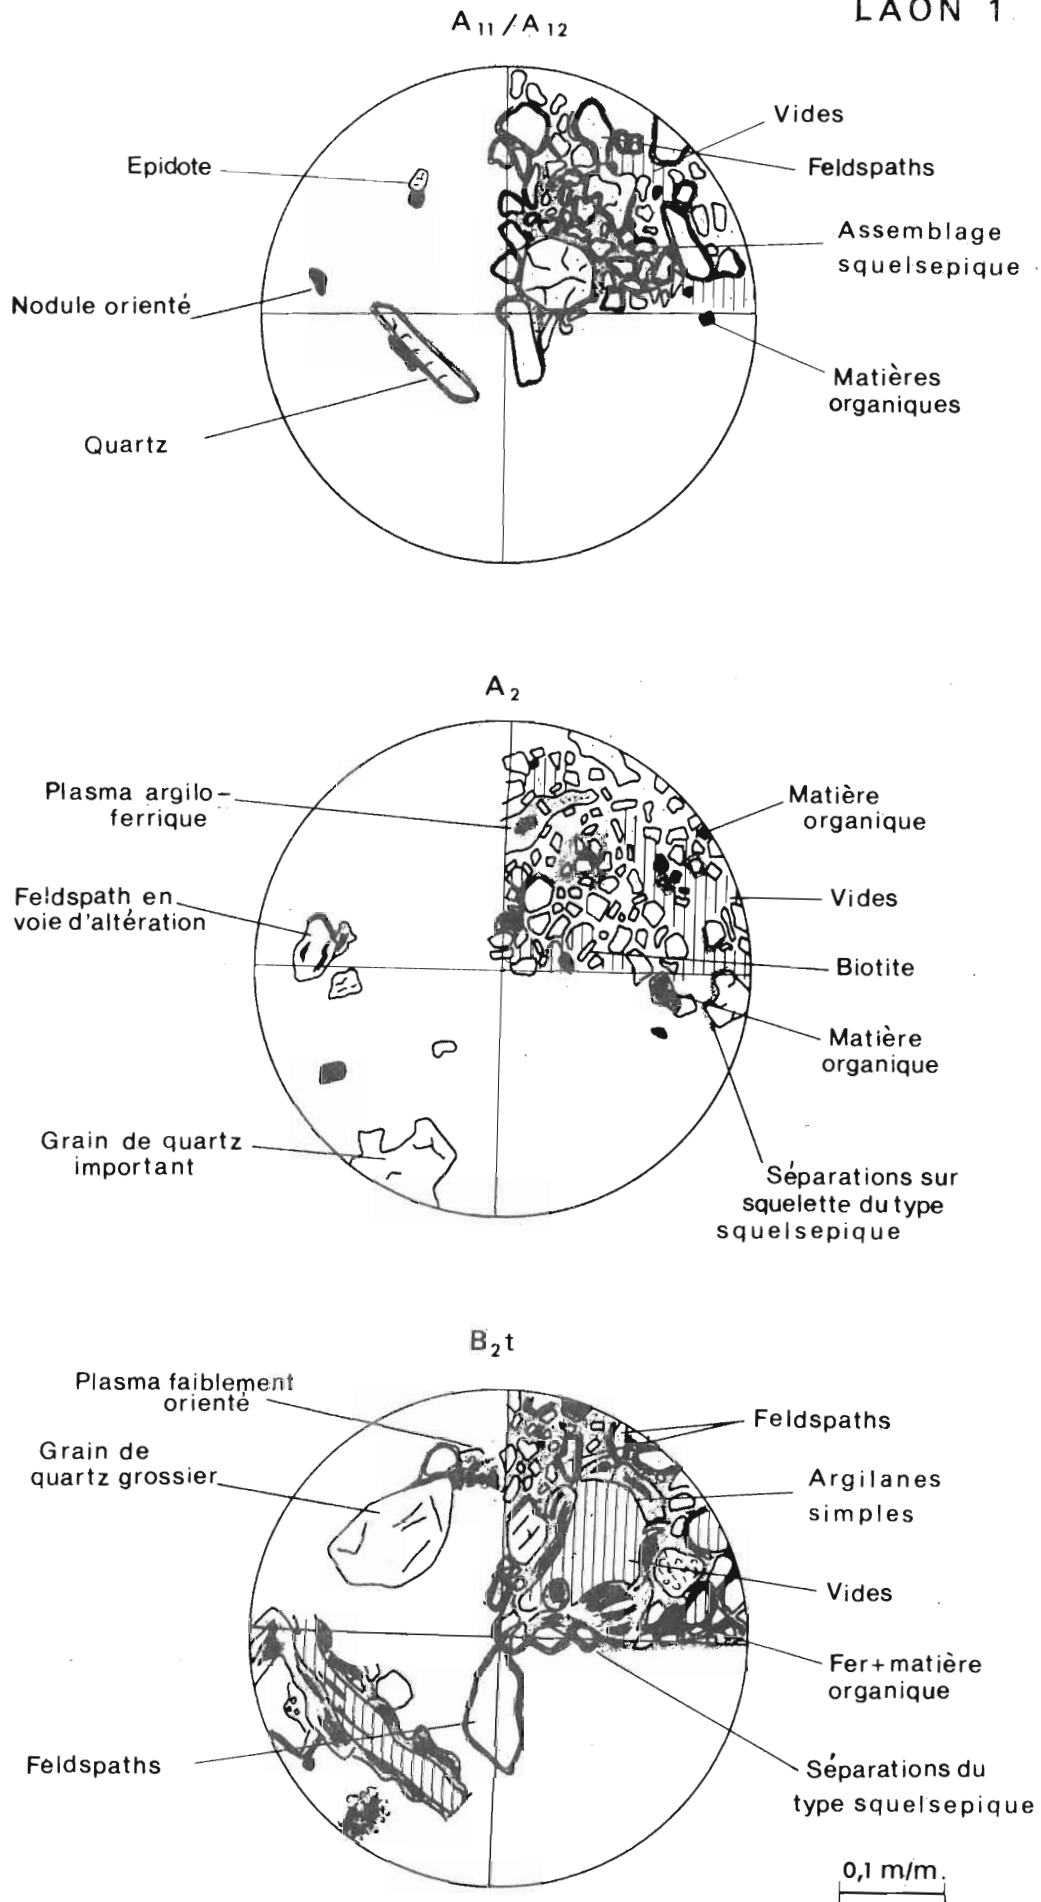 LAON 1
A11/A12
Vides
Epidote
Feldspaths
Assemblage
squelsepique
Nodule orienté
Matières
organiques
Quartz
A2
Plasma argilo-
ferrique
Matière
organique
Feldspath en
voie d'altération
Vides
Biotite
Matière
organique
Grain de quartz
important
Séparations sur
squelette du type
squelsepique
B2t
Plasma faiblement
orienté
Feldspaths
Grain de
quartz grossier
Argilanes
simples
Vides
Fer+matière
organique
Feldspaths
Séparations du
type squelsepique
0,1 m/m.